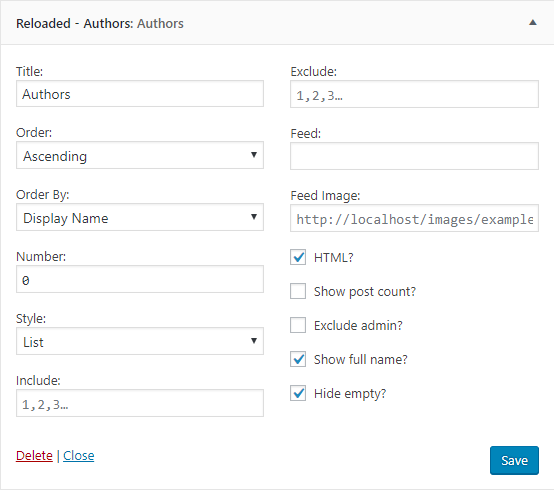 Reloaded - Authors: Authors
Title:
Authors
Order:
Ascending
Order By:
Display Name
Number:
0
Style:
List
Include:
1,2,3…
Exclude:
1,2,3…
Feed:
Feed Image:
http://localhost/images/example
HTML?
Show post count?
Exclude admin?
Show full name?
Hide empty?
Delete | Close
Save